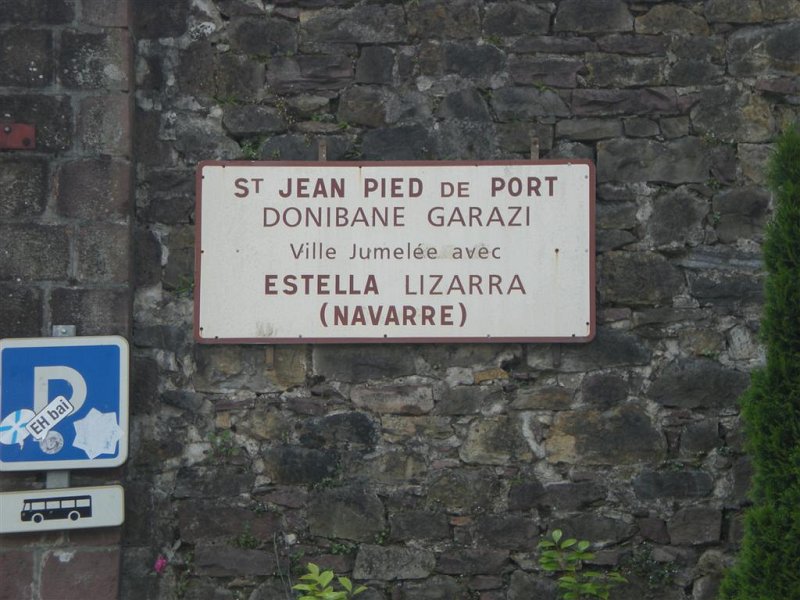 ST JEAN PIED DE PORT
DONIBANE GARAZI
Ville Jumelée avec
ESTELLA LIZARRA
(NAVARRE)
P
EH bai